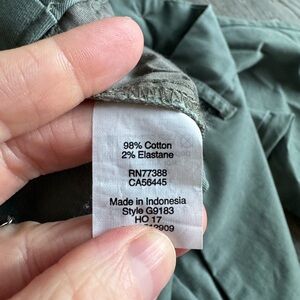 98% Cotton
2% Elastane
RN77388
CA56445
Made in Indonesia
Style G9183
HO 17